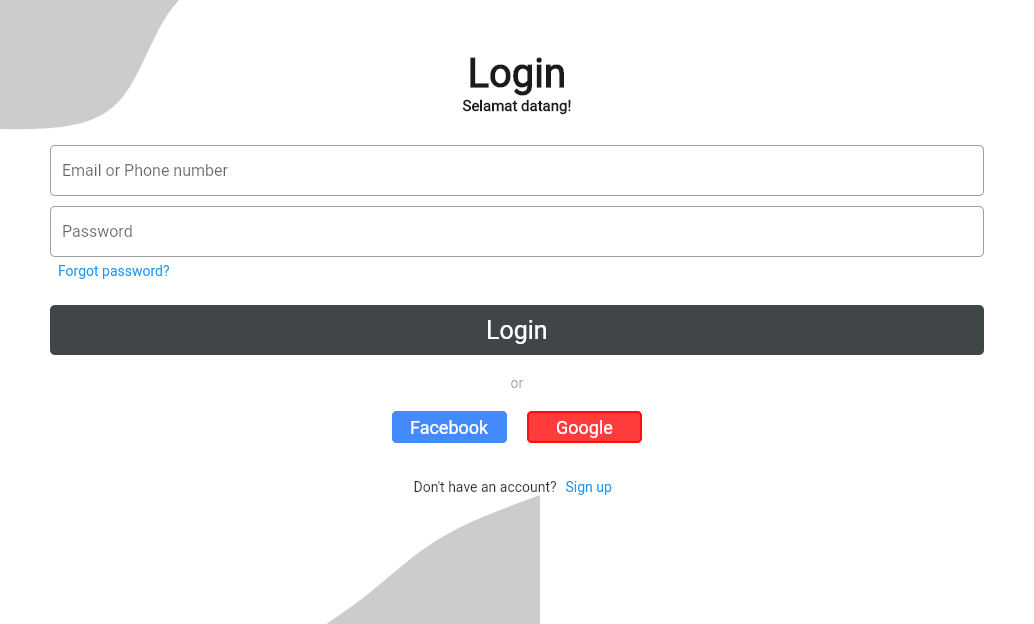 Login
Selamat datang!
Email or Phone number
Password
Forgot password?
Login
or
Facebook Google
Don't have an account? Sign up